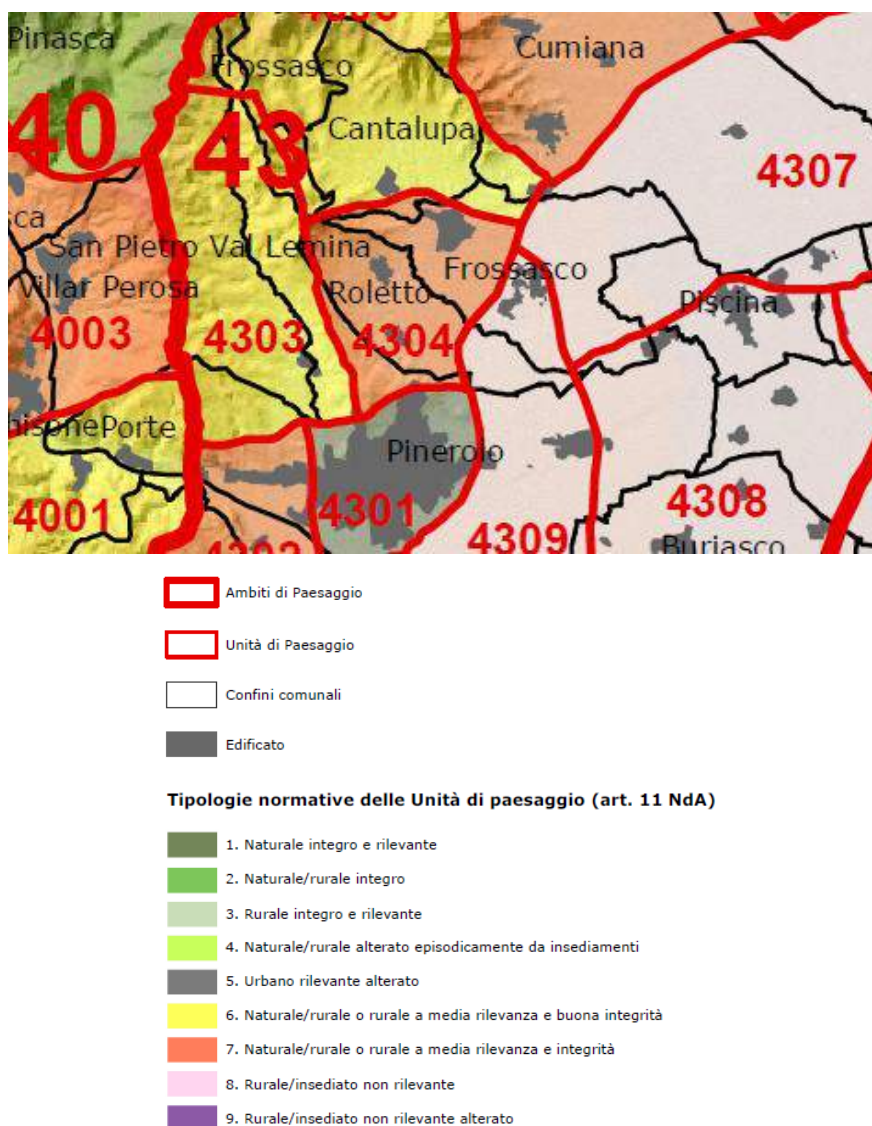 Pinasca
Frossasco
Cumiana
40
43
Cantalupa
4307
San Pietro Val Lemina
Frossasco
Villar Perosa
Roletto
Piscina
4003
4303
4304
Porte
Pinerolo
4001
4301
4308
4309
Buriasco
Ambiti di Paesaggio
Unità di Paesaggio
Confini comunali
Edificato
Tipologie normative delle Unità di paesaggio (art. 11 NdA)
1. Naturale integro e rilevante
2. Naturale/rurale integro
3. Rurale integro e rilevante
4. Naturale/rurale alterato episodicamente da insediamenti
5. Urbano rilevante alterato
6. Naturale/rurale o rurale a media rilevanza e buona integrità
7. Naturale/rurale o rurale a media rilevanza e integrità
8. Rurale/insediato non rilevante
9. Rurale/insediato non rilevante alterato